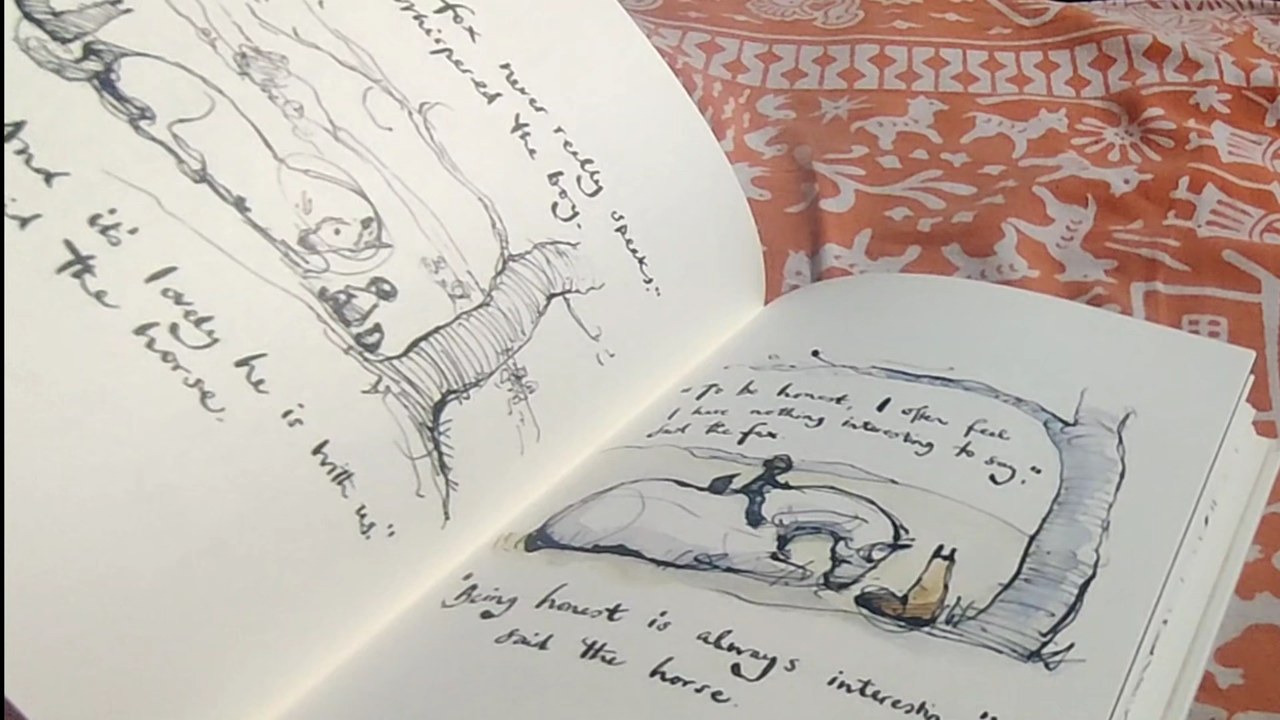 fox never really speaks."
whispered the boy.
And it's lovely he is with us."
the horse.
"To be honest, I often feel
I have nothing interesting to say,"
said the fox.
"Being honest is always
said the horse.